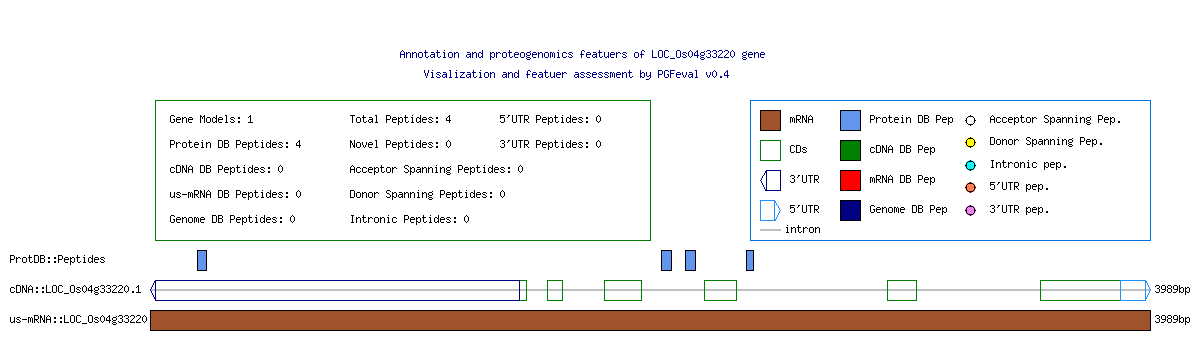 Annotation and proteogenomics featuers of LOC_Os04g33220 gene
Visalization and featuer assessment by PGFeval v0.4
Gene Models: 1 Total Peptides: 4 5'UTR Peptides: 0
Protein DB Peptides: 4 Novel Peptides: 0 3'UTR Peptides: 0
cDNA DB Peptides: 0 Acceptor Spanning Peptides: 0
us-mRNA DB Peptides: 0 Donor Spanning Peptides: 0
Genome DB Peptides: 0 Intronic Peptides: 0
mRNA Protein DB Pep Acceptor Spanning Pep.
CDs cDNA DB Pep Donor Spanning Pep.
3'UTR mRNA DB Pep Intronic pep.
5'UTR Genome DB Pep 5'UTR pep.
intron 3'UTR pep.
ProtDB::Peptides
cDNA::LOC_Os04g33220.1 3989bp
us-mRNA::LOC_Os04g33220 3989bp